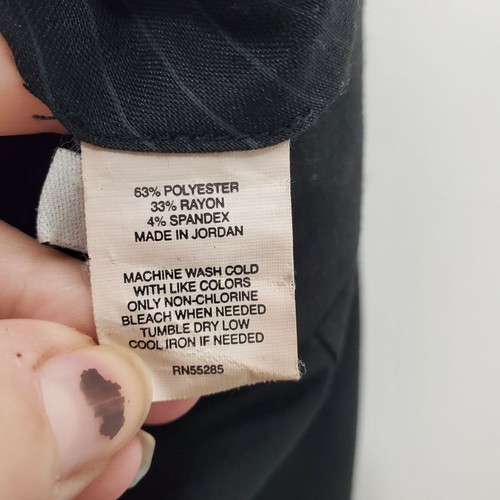 63% POLYESTER
33% RAYON
4% SPANDEX
MADE IN JORDAN
MACHINE WASH COLD
WITH LIKE COLORS
ONLY NON-CHLORINE
BLEACH WHEN NEEDED
TUMBLE DRY LOW
COOL IRON IF NEEDED
RN55285